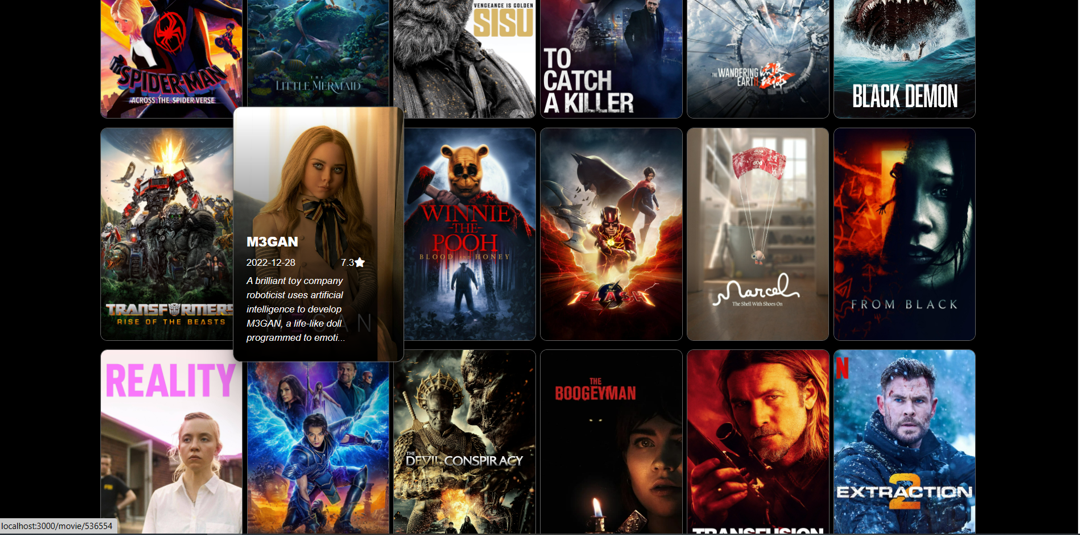 SPIDER-MAN
ACROSS THE SPIDER-VERSE
THE
LITTLE MERMAID
VENGEANCE IS GOLDEN
SISU
TO
CATCH
A KILLER
THE WANDERING
EARTH
BLACK DEMON
TRANSFORMERS
RISE OF THE BEASTS
M3GAN
2022-12-28
7.3
A brilliant toy company
roboticist uses artificial
intelligence to develop
M3GAN, a life-like doll
programmed to emoti...
WINNIE
-THE-
POOH
BLOOD AND HONEY
FLASH
Marcel
The Shell With Shoes On
FROM BLACK
REALITY
THE
DEVIL CONSPIRACY
THE
BOOGEYMAN
TRANSFUSION
N
EXTRACTION
2
localhost:3000/movie/536554